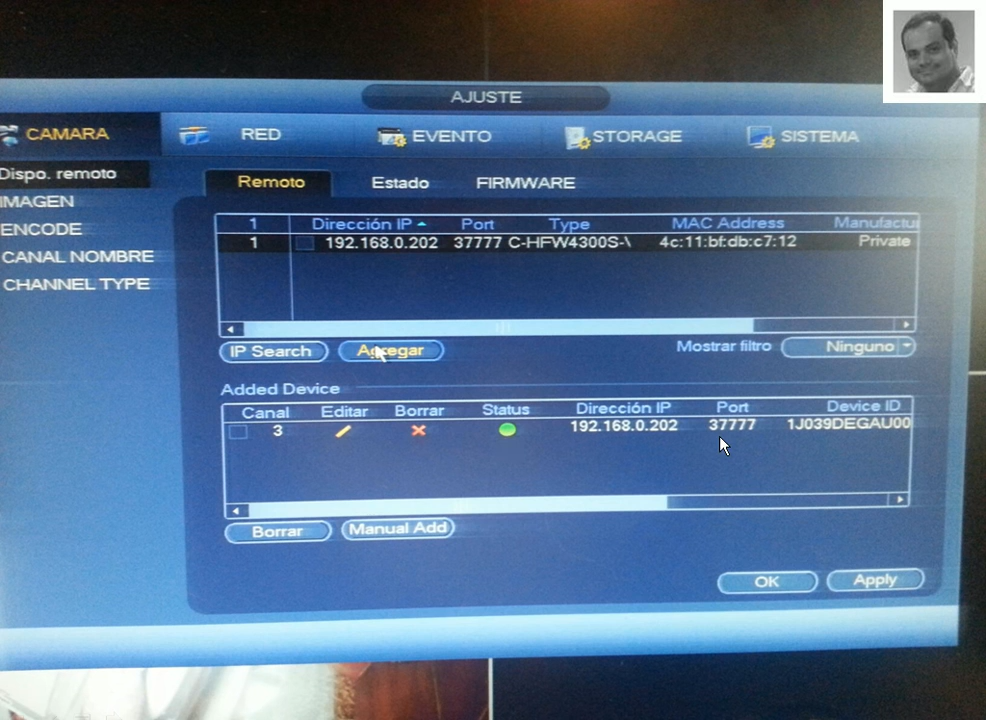 AJUSTE
CAMARA RED EVENTO STORAGE SISTEMA
Dispo. remoto
IMAGEN
ENCODE
CANAL NOMBRE
CHANNEL TYPE
Remoto Estado FIRMWARE
1 Dirección IP Port Type MAC Address Manufactu
1 192.168.0.202 37777 C-HFW4300S-\ 4c:11:bf:db:c7:12 Private
IP Search Agregar Mostrar filtro Ninguno
Added Device
Canal Editar Borrar Status Dirección IP Port Device ID
3 192.168.0.202 37777 1J039DEGAU00
Borrar Manual Add
OK Apply